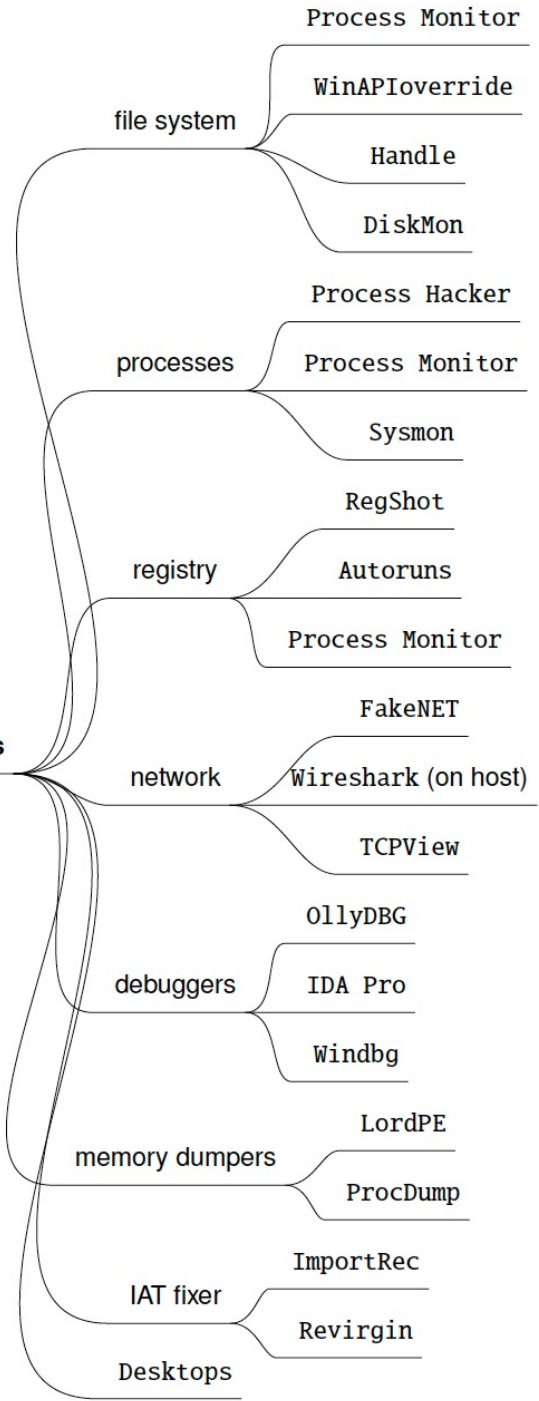 Process Monitor
WinAPIoverride
file system
Handle
DiskMon
Process Hacker
processes
Process Monitor
Sysmon
RegShot
registry
Autoruns
Process Monitor
FakeNET
s
network
Wireshark (on host)
TCPView
OllyDBG
debuggers
IDA Pro
Windbg
LordPE
memory dumpers
ProcDump
ImportRec
IAT fixer
Revirgin
Desktops